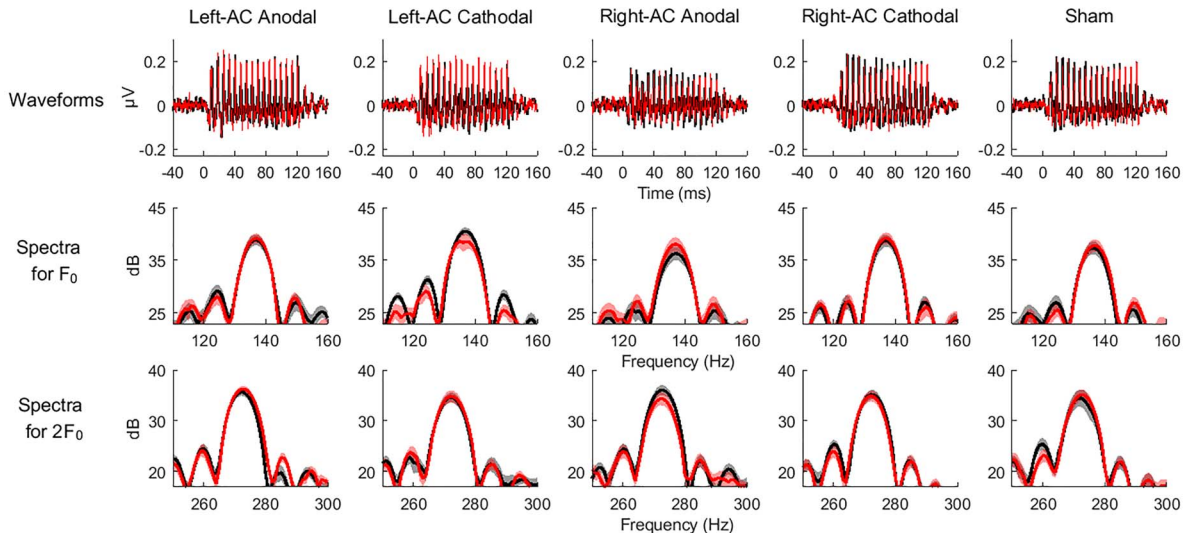 Left-AC Anodal Left-AC Cathodal Right-AC Anodal Right-AC Cathodal Sham
Waveforms
µV
0.2 0.2 0.2 0.2 0.2
0 0 0 0 0
-0.2 -0.2 -0.2 -0.2 -0.2
-40 0 40 80 120 160 -40 0 40 80 120 160 -40 0 40 80 120 160 -40 0 40 80 120 160 -40 0 40 80 120 160
Time (ms)
Spectra
for F₀
dB
45 45 45 45 45
35 35 35 35 35
25 25 25 25 25
120 140 160 120 140 160 120 140 160 120 140 160 120 140 160
Frequency (Hz)
Spectra
for 2F₀
dB
40 40 40 40 40
30 30 30 30 30
20 20 20 20 20
260 280 300 260 280 300 260 280 300 260 280 300 260 280 300
Frequency (Hz)